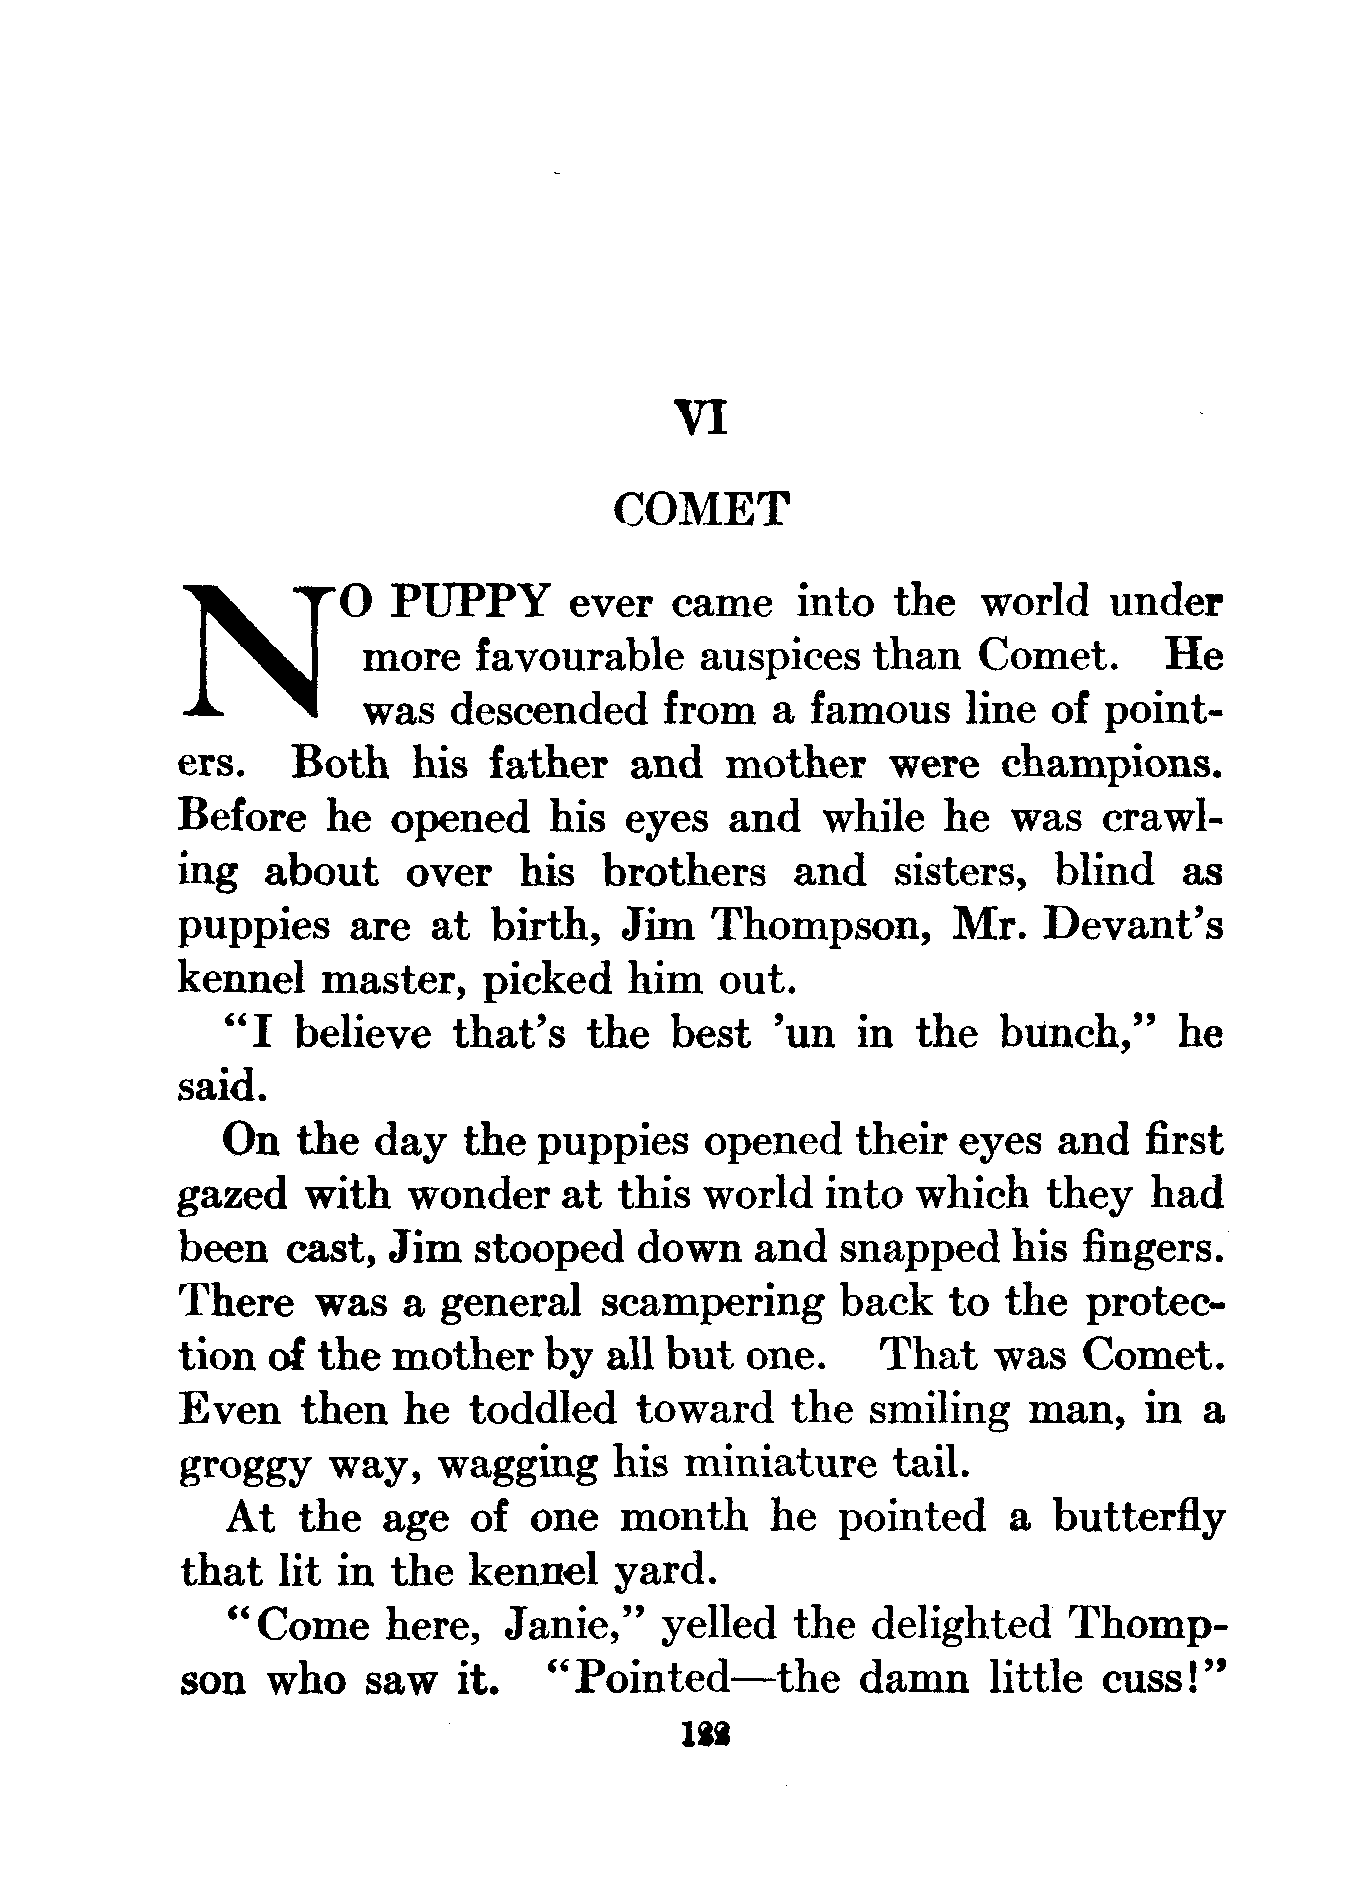 VI
COMET
NO PUPPY ever came into the world under
more favourable auspices than Comet. He
was descended from a famous line of point-
ers. Both his father and mother were champions.
Before he opened his eyes and while he was crawl-
ing about over his brothers and sisters, blind as
puppies are at birth, Jim Thompson, Mr. Devant's
kennel master, picked him out.
“I believe that's the best 'un in the bunch,” he
said.
On the day the puppies opened their eyes and first
gazed with wonder at this world into which they had
been cast, Jim stooped down and snapped his fingers.
There was a general scampering back to the protec-
tion of the mother by all but one. That was Comet.
Even then he toddled toward the smiling man, in a
groggy way, wagging his miniature tail.
At the age of one month he pointed a butterfly
that lit in the kennel yard.
“Come here, Janie,” yelled the delighted Thomp-
son who saw it. “Pointed—the damn little cuss!”
122